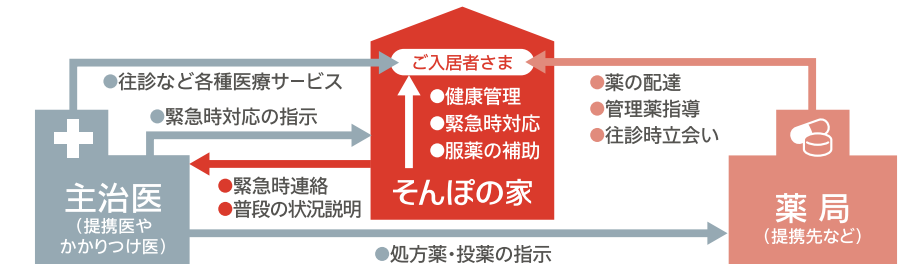 ご入居者さま
●往診など各種医療サービス
●緊急時対応の指示
●健康管理
●緊急時対応
●服薬の補助
●薬の配達
●管理薬指導
●往診時立会い
主治医
（提携医や
かかりつけ医）
●緊急時連絡
●普段の状況説明
そんぽの家
薬 局
（提携先など）
●処方薬・投薬の指示